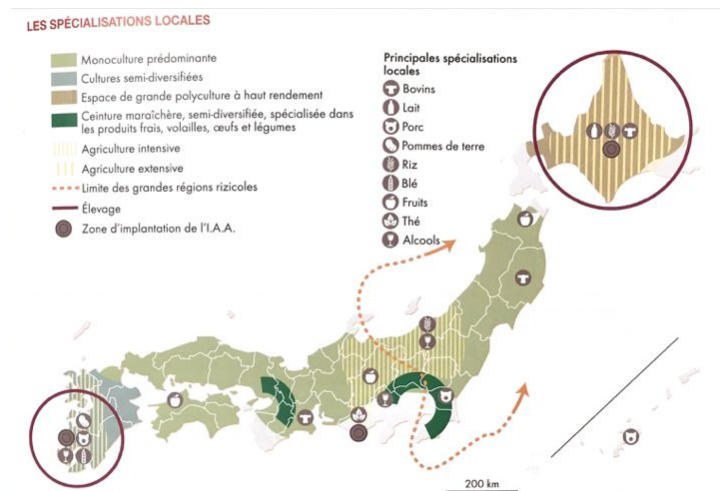 LES SPÉCIALISATIONS LOCALES
Monoculture prédominante
Cultures semi-diversifiées
Espace de grande polyculture à haut rendement
Ceinture maraîchère, semi-diversifiée, spécialisée dans
les produits frais, volailles, œufs et légumes
Agriculture intensive
Agriculture extensive
Limite des grandes régions rizicoles
Élevage
Zone d'implantation de l'I.A.A.
Principales spécialisations
locales
Bovins
Lait
Porc
Pommes de terre
Riz
Blé
Fruits
Thé
Alcools
200 km